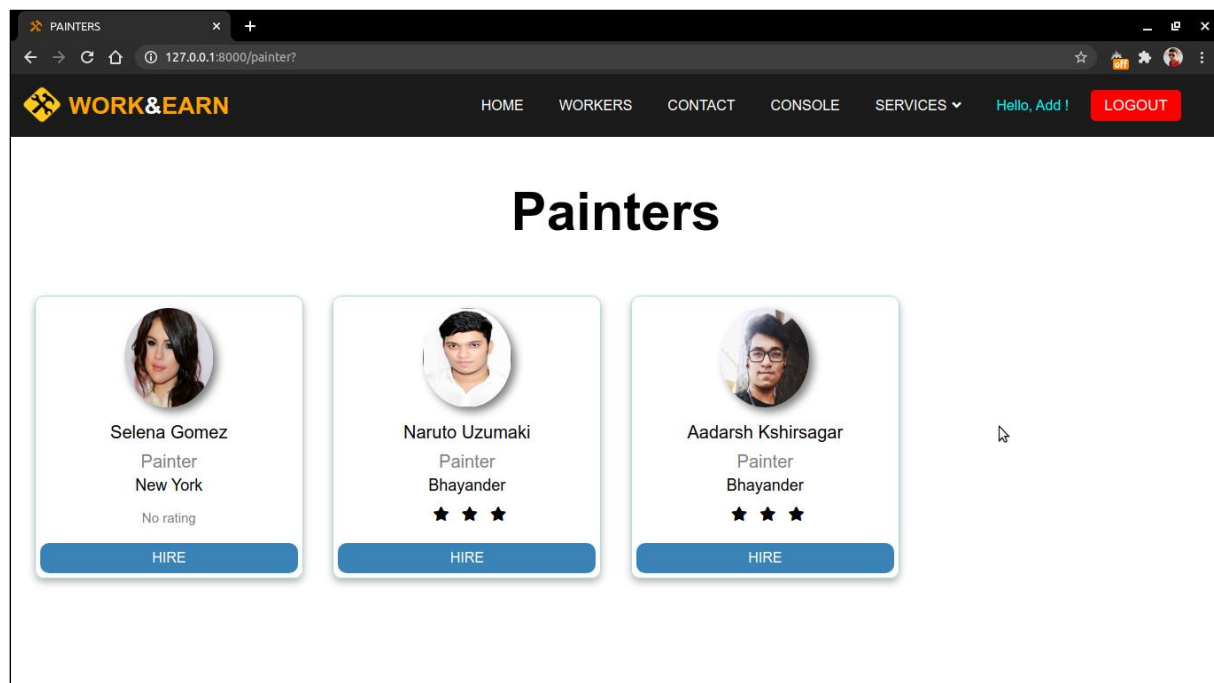 PAINTERS
127.0.0.1:8000/painter?
off
WORK&EARN HOME WORKERS CONTACT CONSOLE SERVICES Hello, Add ! LOGOUT
Painters
Selena Gomez
Painter
New York
No rating
HIRE
Naruto Uzumaki
Painter
Bhayander
HIRE
Aadarsh Kshirsagar
Painter
Bhayander
HIRE